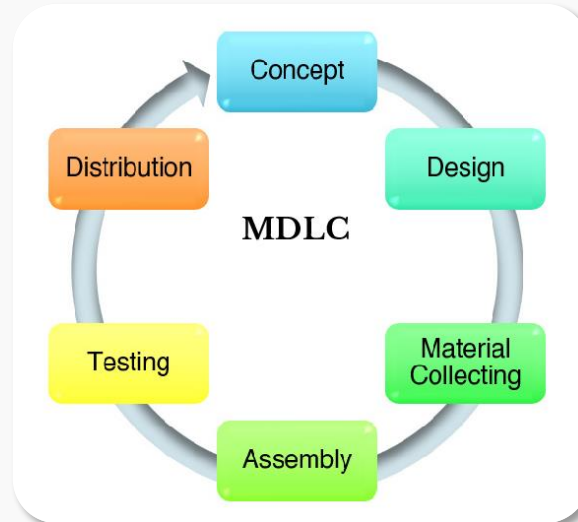 Concept
Design
Material
Collecting
Assembly
Testing
Distribution
MDLC